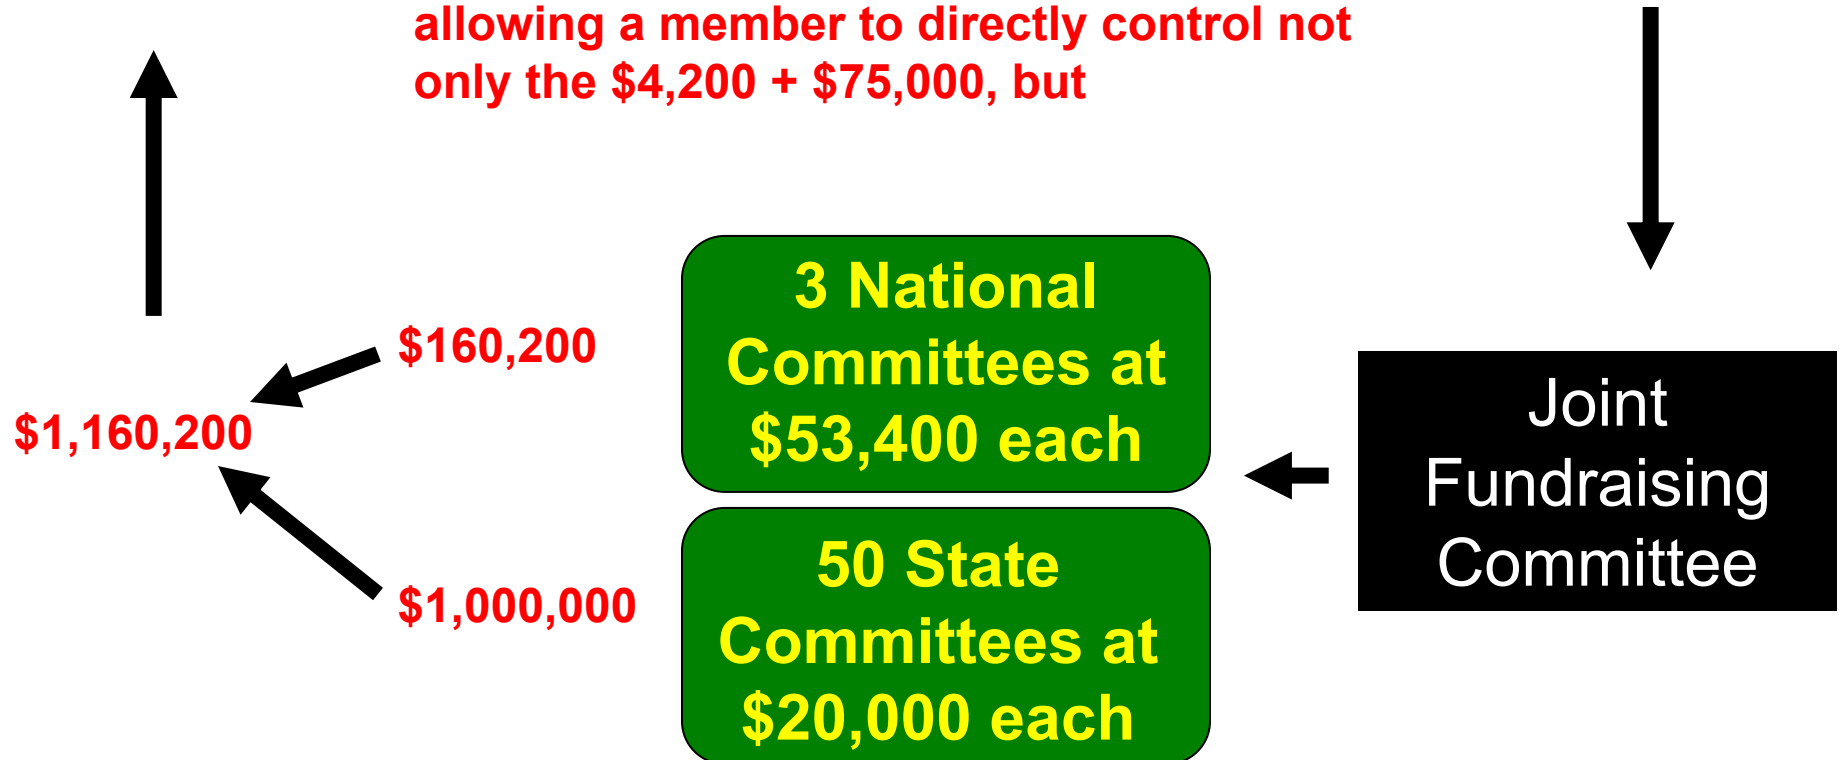 allowing a member to directly control not
only the $4,200 + $75,000, but
3 National
Committees at
$53,400 each
$160,200
$1,160,200
Joint
Fundraising
Committee
50 State
Committees at
$20,000 each
$1,000,000